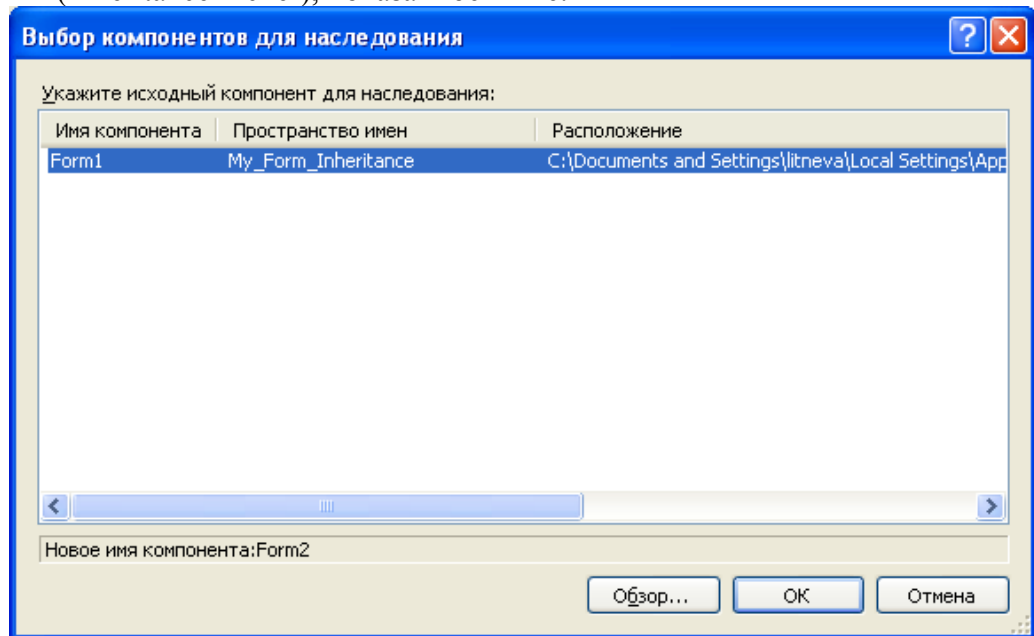 Выбор компонентов для наследования
Укажите исходный компонент для наследования:
Имя компонента Пространство имен Расположение
Form1 My_Form_Inheritance C:\Documents and Settings\litneva\Local Settings\App
Новое имя компонента:Form2
Обзор... ОК Отмена